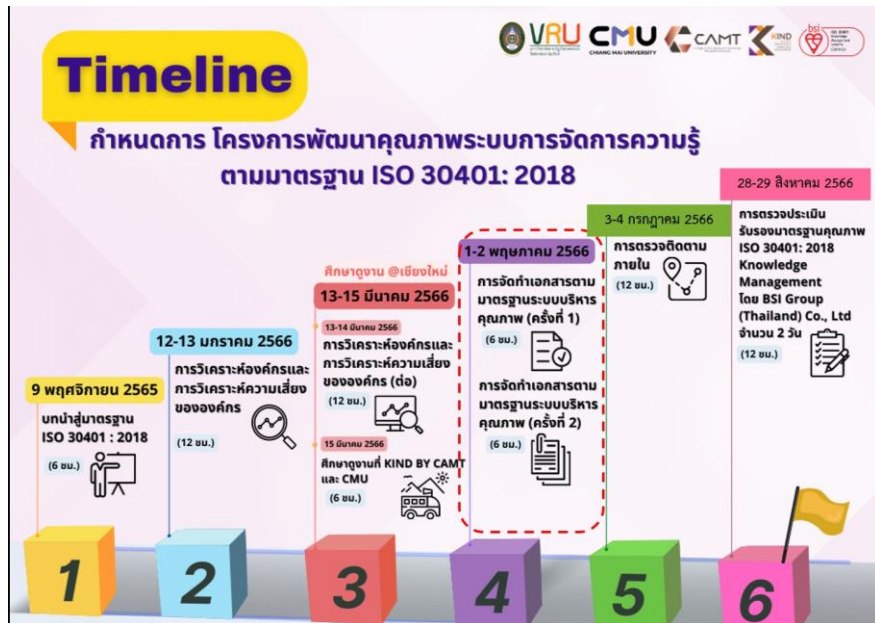 VRU
CMU
CHIANG MAI UNIVERSITY
CAMT
KIND
bsi
Timeline
กำหนดการ โครงการพัฒนาคุณภาพระบบการจัดการความรู้
ตามมาตรฐาน ISO 30401: 2018
9 พฤศจิกายน 2565
บทนำสู่มาตรฐาน
ISO 30401 : 2018
(6 ชม.)
12-13 มกราคม 2566
การวิเคราะห์องค์กรและ
การวิเคราะห์ความเสี่ยง
ขององค์กร
(12 ชม.)
ศึกษาดูงาน @เชียงใหม่
13-15 มีนาคม 2566
13-14 มีนาคม 2566
การวิเคราะห์องค์กรและ
การวิเคราะห์ความเสี่ยง
ขององค์กร (ต่อ)
(12 ชม.)
15 มีนาคม 2566
ศึกษาดูงานที่ KIND BY CAMT
และ CMU
(6 ชม.)
1-2 พฤษภาคม 2566
การจัดทำเอกสารตาม
มาตรฐานระบบบริหาร
คุณภาพ (ครั้งที่ 1)
(6 ชม.)
การจัดทำเอกสารตาม
มาตรฐานระบบบริหาร
คุณภาพ (ครั้งที่ 2)
(6 ชม.)
3-4 กรกฎาคม 2566
การตรวจติดตาม
ภายใน
(12 ชม.)
28-29 สิงหาคม 2566
การตรวจประเมิน
รับรองมาตรฐานคุณภาพ
ISO 30401: 2018
Knowledge
Management
โดย BSI Group
(Thailand) Co., Ltd
จำนวน 2 วัน
(12 ชม.)
1
2
3
4
5
6